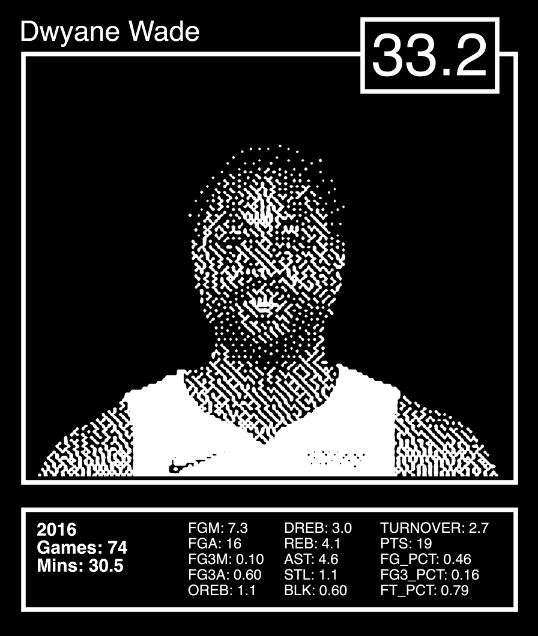 Dwyane Wade
33.2
2016
Games: 74
Mins: 30.5
FGM: 7.3
FGA: 16
FG3M: 0.10
FG3A: 0.60
OREB: 1.1
DREB: 3.0
REB: 4.1
AST: 4.6
STL: 1.1
BLK: 0.60
TURNOVER: 2.7
PTS: 19
FG_PCT: 0.46
FG3_PCT: 0.16
FT_PCT: 0.79